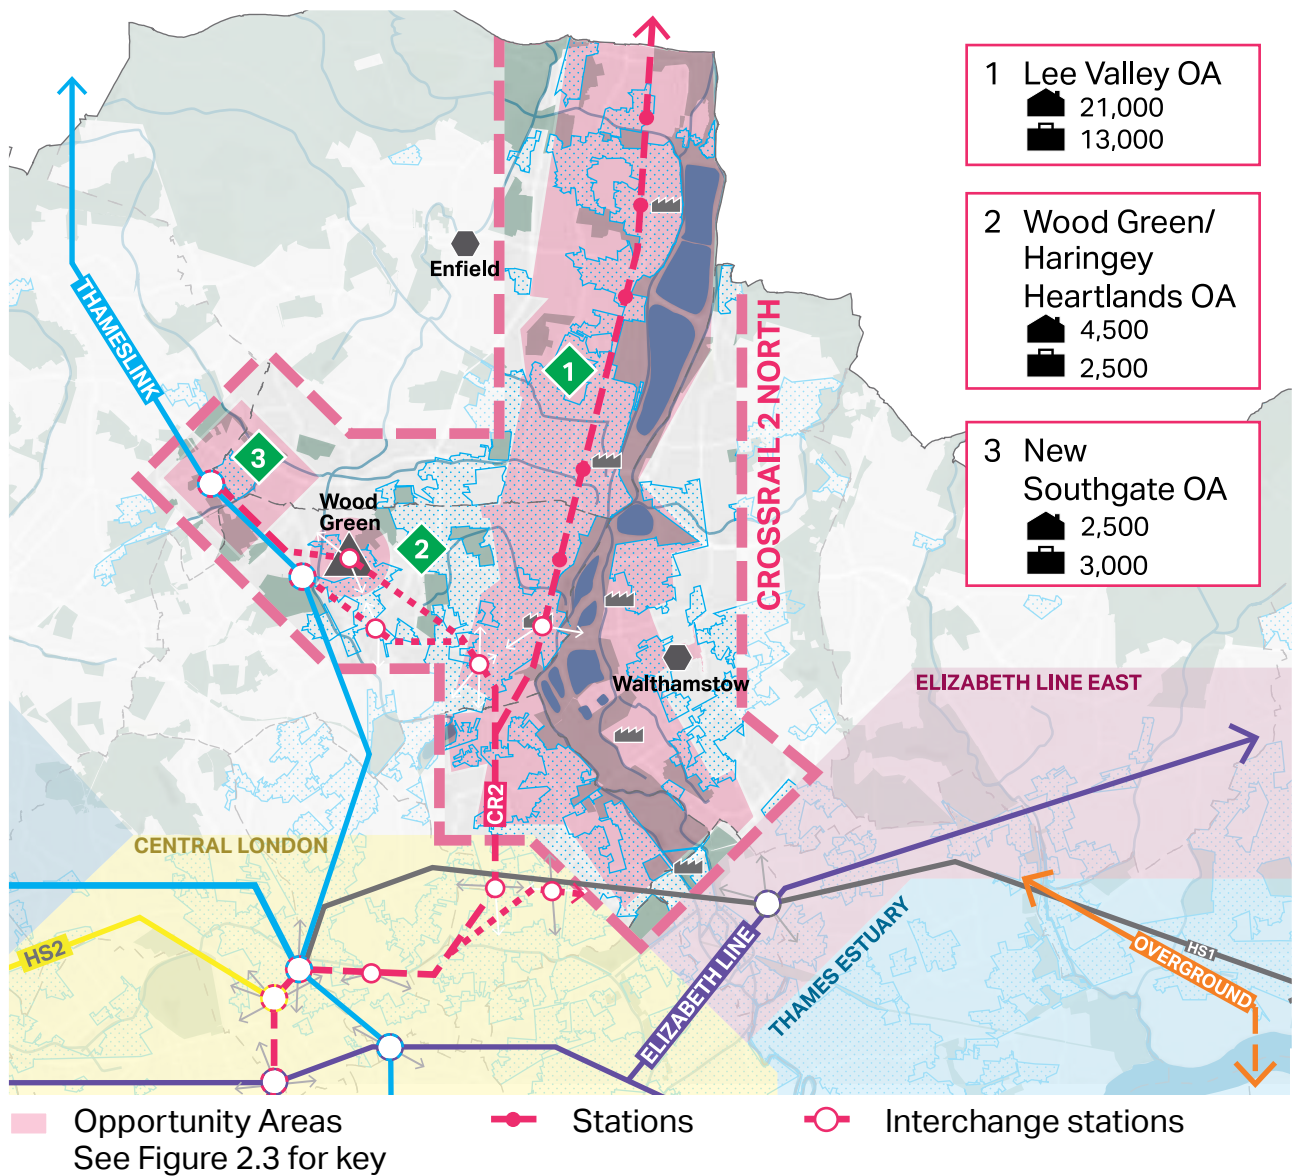 1 Lee Valley OA
21,000
13,000
2 Wood Green/
Haringey
Heartlands OA
4,500
2,500
3 New
Southgate OA
2,500
3,000
THAMESLINK
Enfield
1
CROSSRAIL 2 NORTH
3
Wood
Green
2
Walthamstow
ELIZABETH LINE EAST
CR2
CENTRAL LONDON
HS2
ELIZABETH LINE
THAMES ESTUARY
OVERGROUND
HS1
Opportunity Areas
See Figure 2.3 for key
Stations
Interchange stations